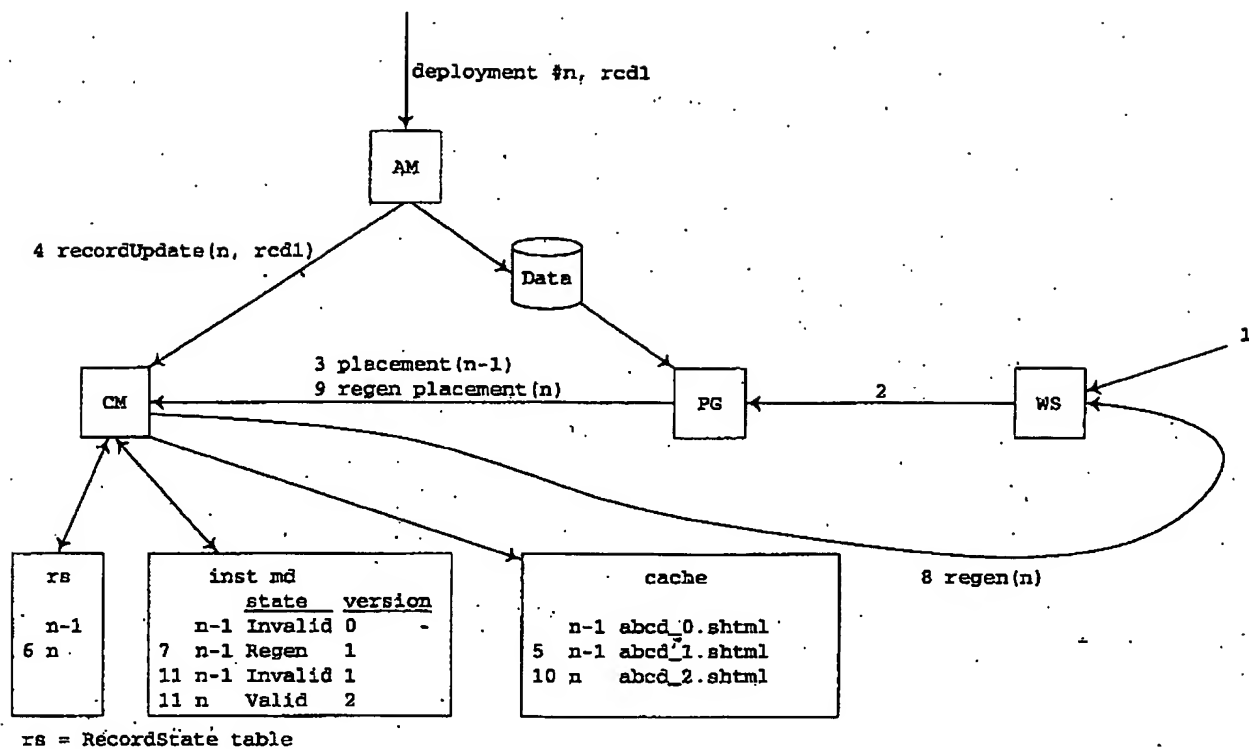 deployment #n, rcd1
AM
4 recordUpdate(n, rcd1)
Data
1
3 placement(n-1)
9 regen placement(n)
CM
PG
2
WS
rs
n-1
6 n
inst md
state version
n-1 Invalid 0
7 n-1 Regen 1
11 n-1 Invalid 1
11 n Valid 2
cache
n-1 abcd_0.shtml
5 n-1 abcd_1.shtml
10 n abcd_2.shtml
8 regen(n)
rs = RecordState table